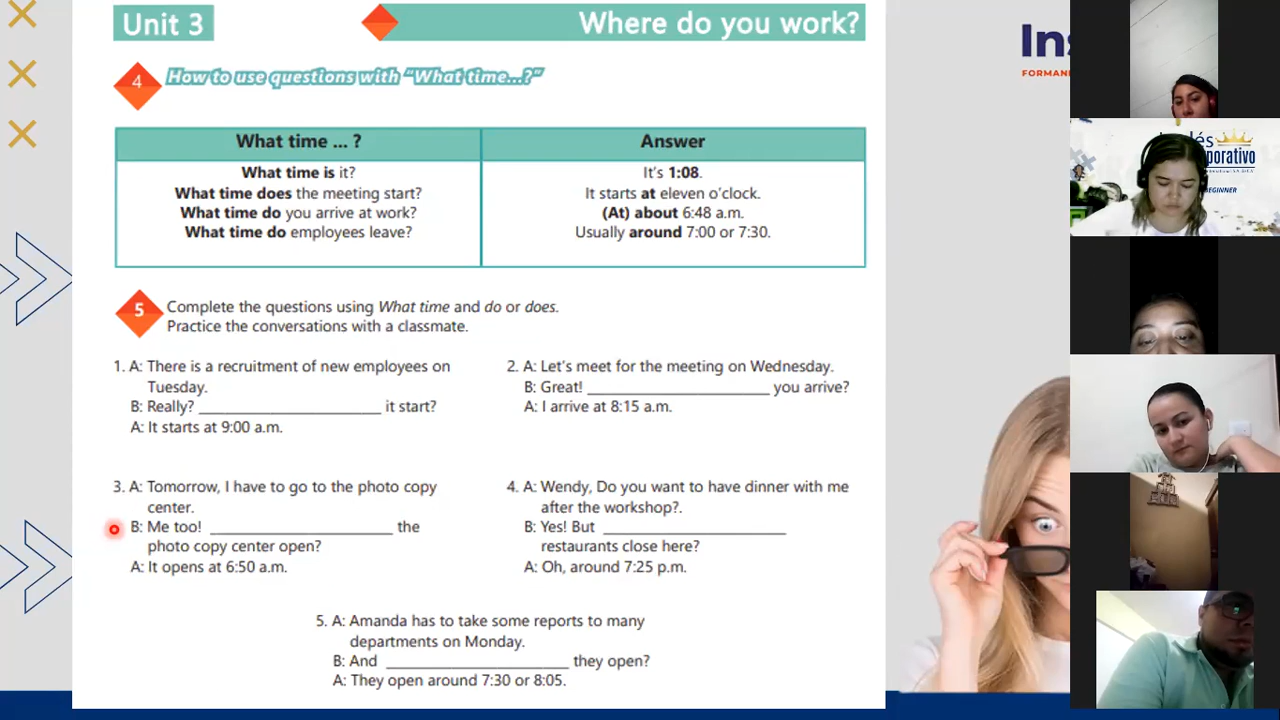 Unit 3
Where do you work?
4
How to use questions with “What time...?”
What time ... ?
Answer
What time is it?
It’s 1:08.
What time does the meeting start?
It starts at eleven o’clock.
What time do you arrive at work?
(At) about 6:48 a.m.
What time do employees leave?
Usually around 7:00 or 7:30.
5
Complete the questions using What time and do or does.
Practice the conversations with a classmate.
1. A: There is a recruitment of new employees on
Tuesday.
B: Really? ______________________ it start?
A: It starts at 9:00 a.m.
2. A: Let’s meet for the meeting on Wednesday.
B: Great! ______________________ you arrive?
A: I arrive at 8:15 a.m.
3. A: Tomorrow, I have to go to the photo copy
center.
B: Me too! ______________________ the
photo copy center open?
A: It opens at 6:50 a.m.
4. A: Wendy, Do you want to have dinner with me
after the workshop?.
B: Yes! But ______________________
restaurants close here?
A: Oh, around 7:25 p.m.
5. A: Amanda has to take some reports to many
departments on Monday.
B: And ______________________ they open?
A: They open around 7:30 or 8:05.
Ins
FORMAN
BEGINNER